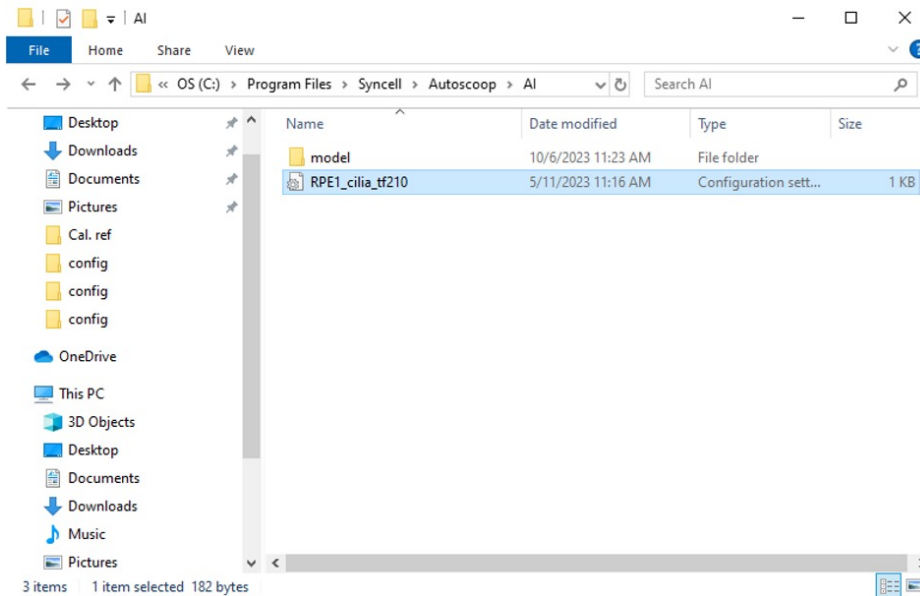 AI
File Home Share View
« OS (C:) › Program Files › Syncell › Autoscoop › AI Search AI
Name Date modified Type Size
model 10/6/2023 11:23 AM File folder
RPE1_cilia_tf210 5/11/2023 11:16 AM Configuration sett... 1 KB
Desktop
Downloads
Documents
Pictures
Cal. ref
config
config
config
OneDrive
This PC
3D Objects
Desktop
Documents
Downloads
Music
Pictures
3 items 1 item selected 182 bytes